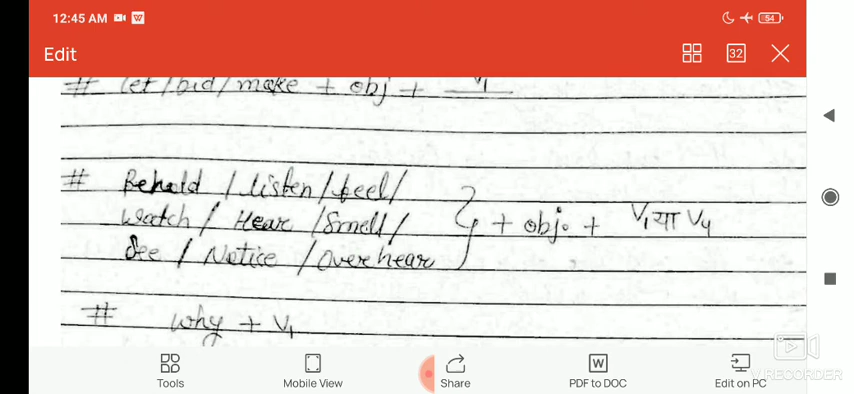 12:45 AM W 54
Edit 32
# Let/bid/make + obj + V1
# Behold / listen / feel /
Watch / Hear / Smell / } + obj. + V1 या V4
See / Notice / Overhear
# Why + V1
Tools Mobile View Share PDF to DOC Edit on PC
V RECORDER